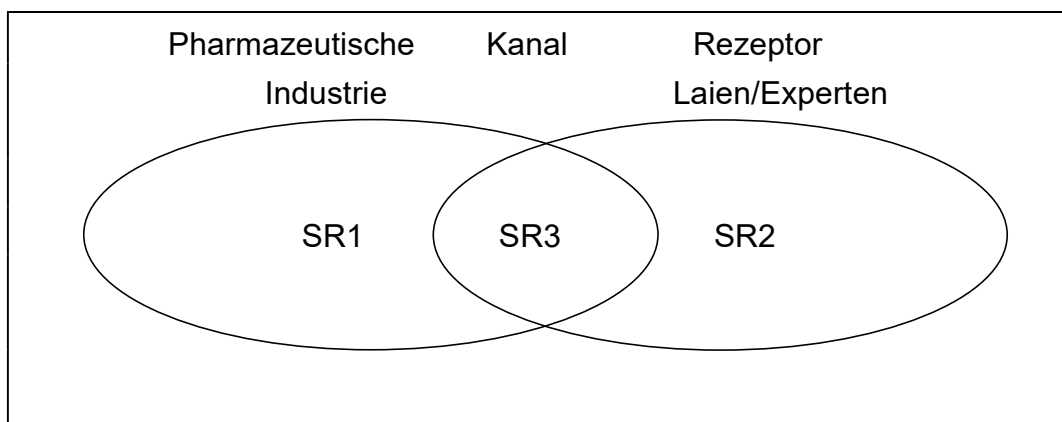 Pharmazeutische Kanal Rezeptor
Industrie Laien/Experten
SR1 SR3 SR2